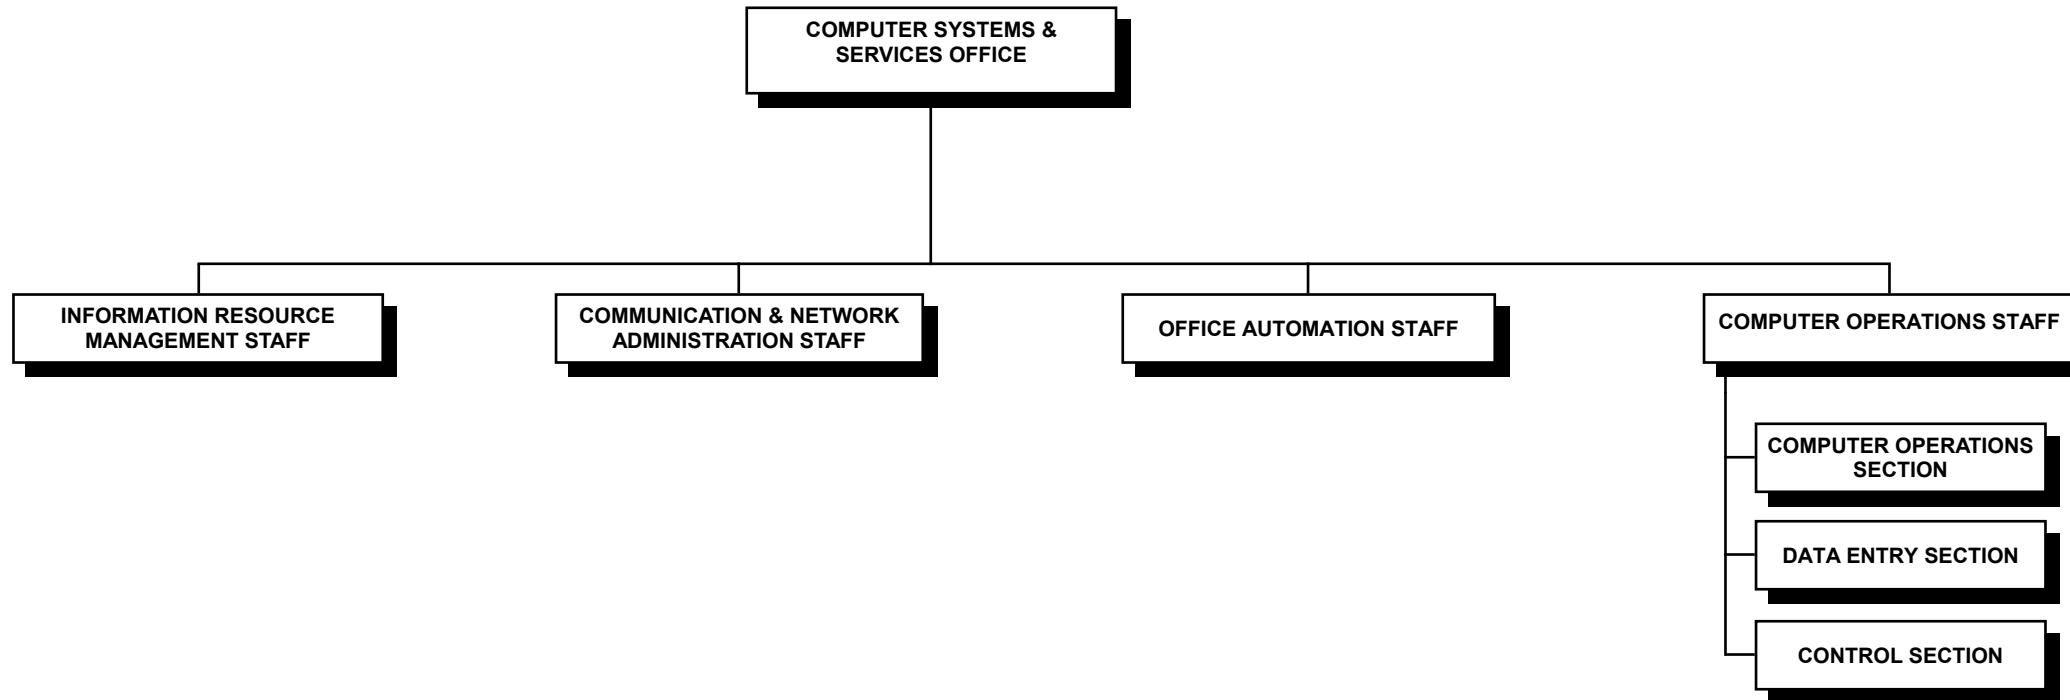 COMPUTER SYSTEMS &
SERVICES OFFICE
INFORMATION RESOURCE
MANAGEMENT STAFF
COMMUNICATION & NETWORK
ADMINISTRATION STAFF
OFFICE AUTOMATION STAFF
COMPUTER OPERATIONS STAFF
COMPUTER OPERATIONS
SECTION
DATA ENTRY SECTION
CONTROL SECTION